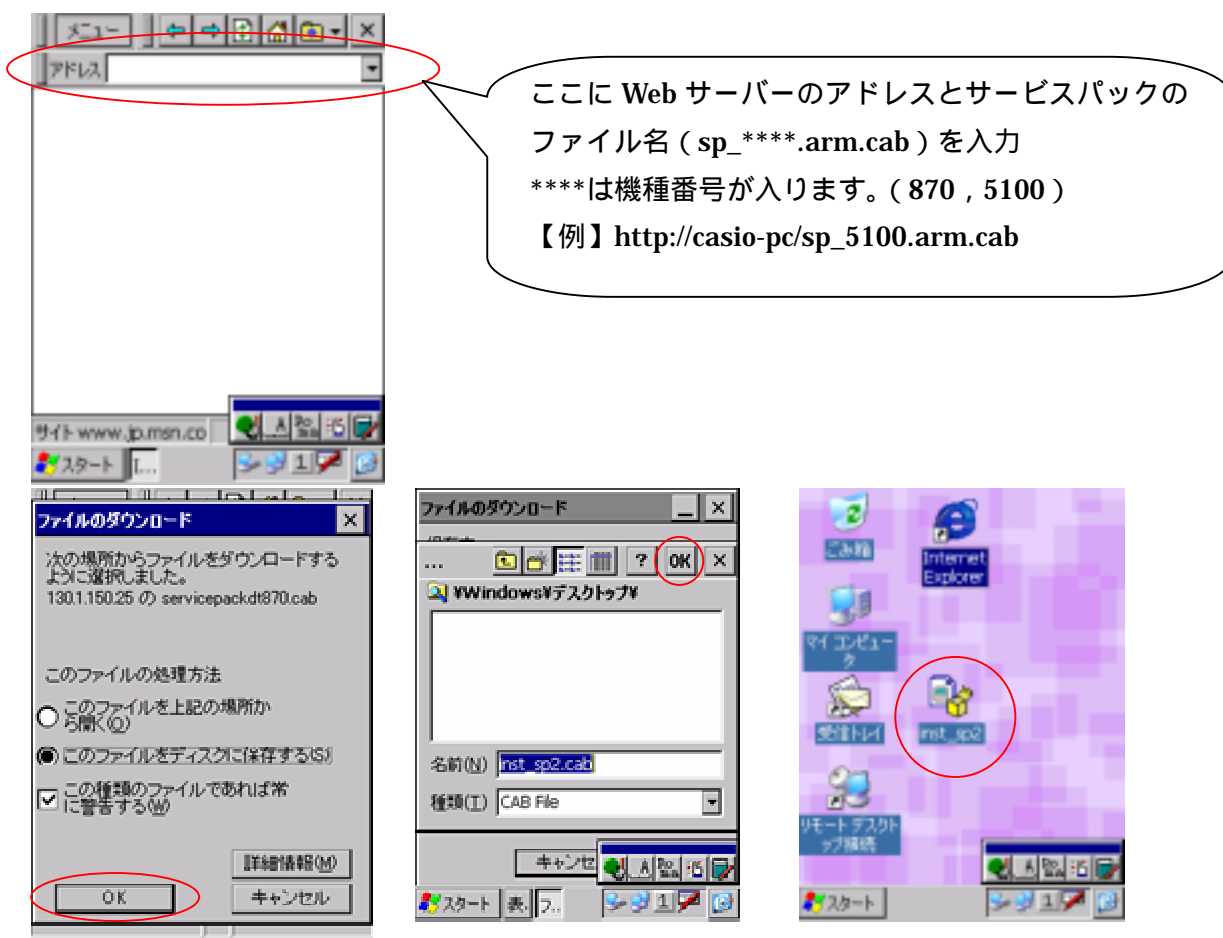 メニュー
アドレス
ここに Web サーバーのアドレスとサービスパックの
ファイル名（sp_****.arm.cab）を入力
****は機種番号が入ります。（870，5100）
【例】http://casio-pc/sp_5100.arm.cab
サイト www.jp.msn.co
スタート
ファイルのダウンロード
次の場所からファイルをダウンロードする
ように選択しました。
130.1.150.25 の servicepackdt870.cab
このファイルの処理方法
このファイルを上記の場所か
ら開く(O)
このファイルをディスクに保存する(S)
この種類のファイルであれば常
に警告する(W)
詳細情報(M)
OK
キャンセル
ファイルのダウンロード
...
?
OK
¥Windows¥デスクトップ¥
名前(N) inst_sp2.cab
種類(T) CAB File
キャンセ
スタート 表. フ..
ごみ箱
Internet
Explorer
マイ コンピュー
タ
受信トレイ
inst_sp2
リモート デスクト
ップ接続
スタート